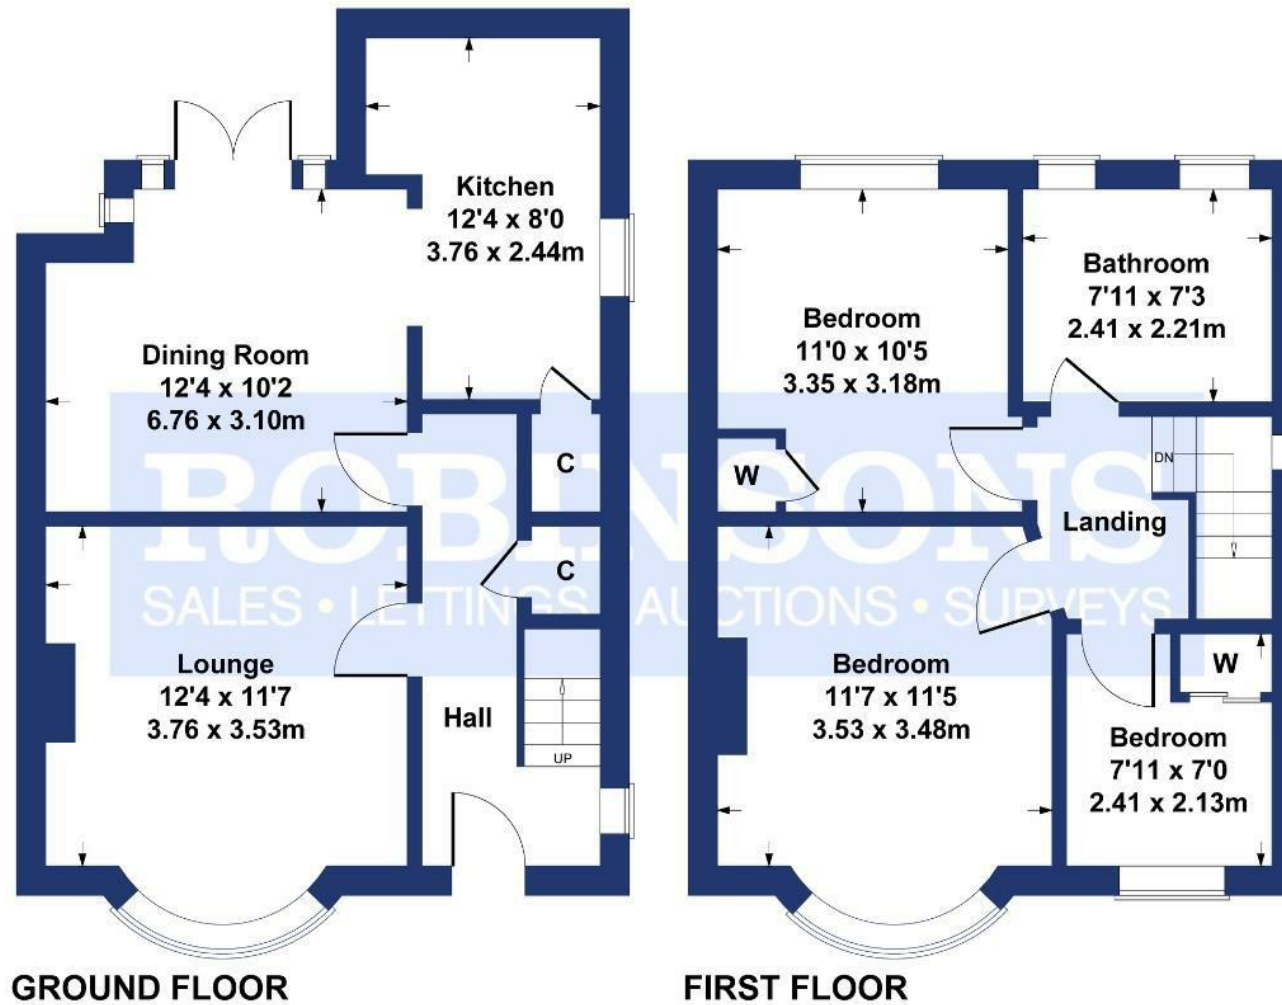 Kitchen
12'4 x 8'0
3.76 x 2.44m
Dining Room
12'4 x 10'2
6.76 x 3.10m
C
C
Lounge
12'4 x 11'7
3.76 x 3.53m
Hall
UP
GROUND FLOOR
Bathroom
7'11 x 7'3
2.41 x 2.21m
Bedroom
11'0 x 10'5
3.35 x 3.18m
W
DN
Landing
Bedroom
11'7 x 11'5
3.53 x 3.48m
W
Bedroom
7'11 x 7'0
2.41 x 2.13m
FIRST FLOOR
ROBINSONS
SALES • LETTINGS • AUCTIONS • SURVEYS